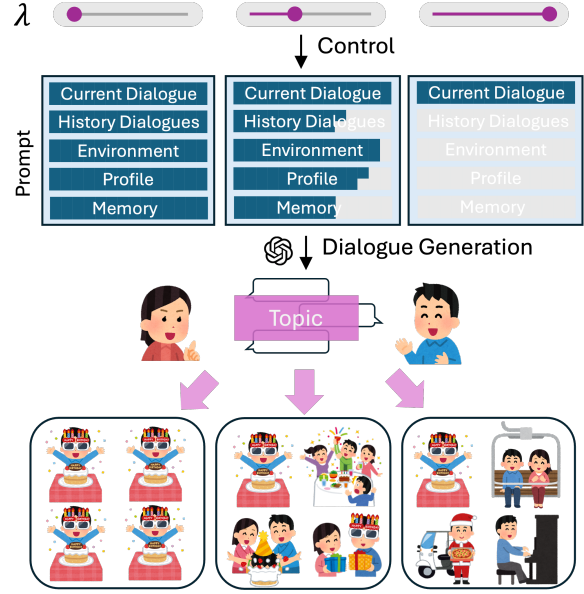 λ
Control
Prompt
Current Dialogue
History Dialogues
Environment
Profile
Memory
Current Dialogue
History Dialogues
Environment
Profile
Memory
Current Dialogue
History Dialogues
Environment
Profile
Memory
Dialogue Generation
Topic